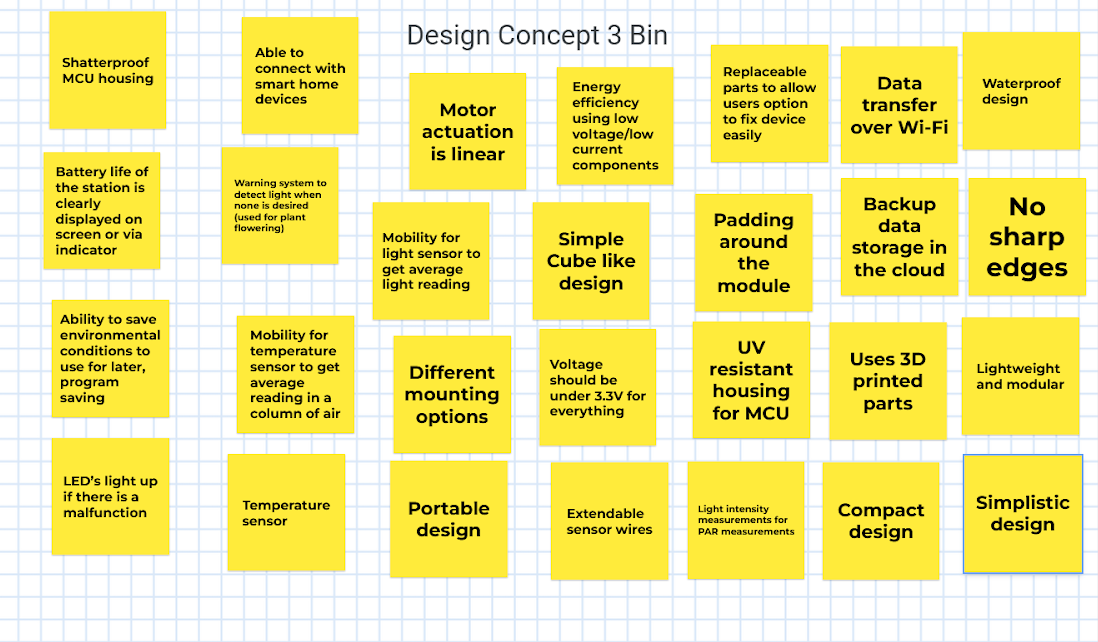 Design Concept 3 Bin
Shatterproof
MCU housing
Able to
connect with
smart home
devices
Motor
actuation
is linear
Energy
efficiency
using low
voltage/low
current
components
Replaceable
parts to allow
users option
to fix device
easily
Data
transfer
over Wi-Fi
Waterproof
design
Battery life of
the station is
clearly
displayed on
screen or via
indicator
Warning system to
detect light when
none is desired
(used for plant
flowering)
Mobility for
light sensor to
get average
light reading
Simple
Cube like
design
Padding
around
the
module
Backup
data
storage in
the cloud
No
sharp
edges
Ability to save
environmental
conditions to
use for later,
program
saving
Mobility for
temperature
sensor to get
average
reading in a
column of air
Different
mounting
options
Voltage
should be
under 3.3V for
everything
UV
resistant
housing
for MCU
Uses 3D
printed
parts
Lightweight
and modular
LED’s light up
if there is a
malfunction
Temperature
sensor
Portable
design
Extendable
sensor wires
Light intensity
measurements for
PAR measurements
Compact
design
Simplistic
design